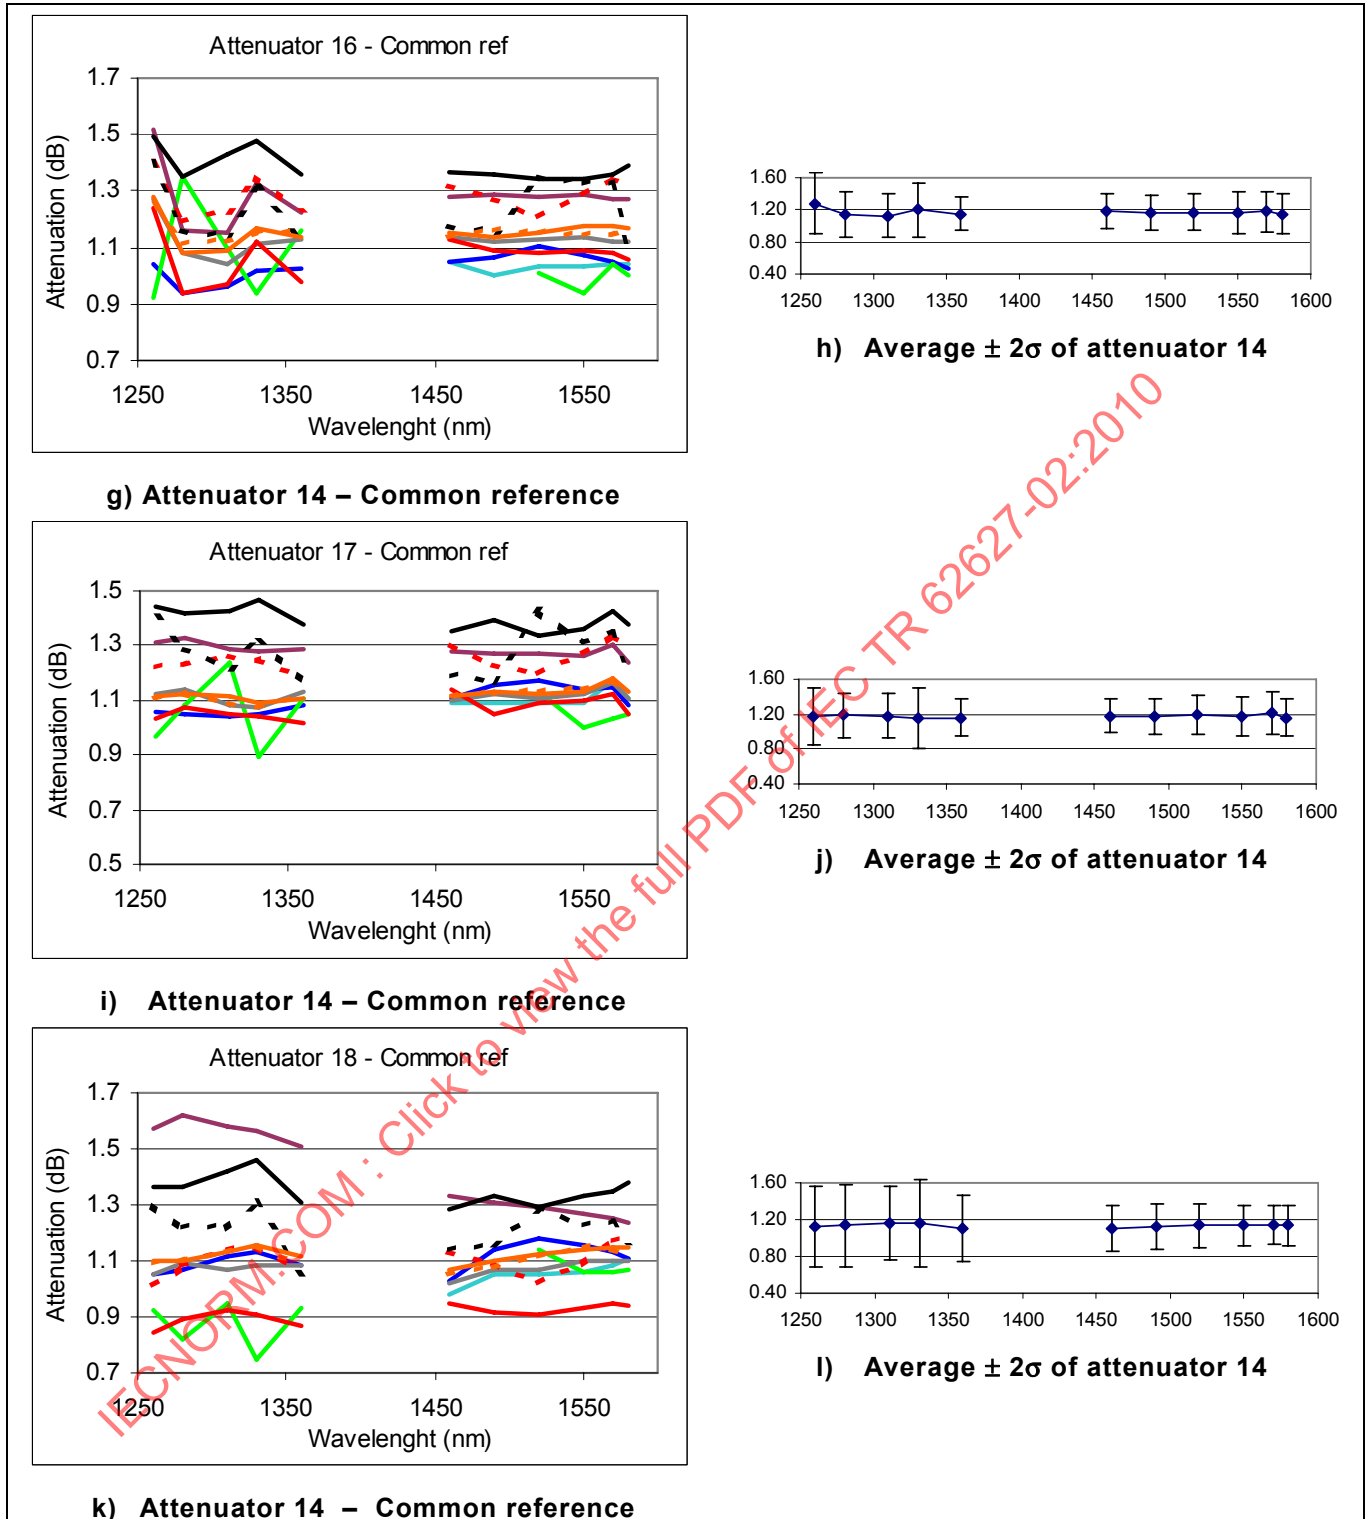 Attenuator 16 - Common ref
Attenuation (dB)
1.7
1.5
1.3
1.1
0.9
0.7
1250 1350 1450 1550
Wavelenght (nm)
g) Attenuator 14 – Common reference
1.60
1.20
0.80
0.40
1250 1300 1350 1400 1450 1500 1550 1600
h) Average ± 2σ of attenuator 14
Attenuator 17 - Common ref
Attenuation (dB)
1.5
1.3
1.1
0.9
0.7
0.5
1250 1350 1450 1550
Wavelenght (nm)
i) Attenuator 14 – Common reference
1.60
1.20
0.80
0.40
1250 1300 1350 1400 1450 1500 1550 1600
j) Average ± 2σ of attenuator 14
Attenuator 18 - Common ref
Attenuation (dB)
1.7
1.5
1.3
1.1
0.9
0.7
1250 1350 1450 1550
Wavelenght (nm)
k) Attenuator 14 – Common reference
1.60
1.20
0.80
0.40
1250 1300 1350 1400 1450 1500 1550 1600
l) Average ± 2σ of attenuator 14
IECNORM.COM : Click to view the full PDF of IEC TR 62627-02:2010